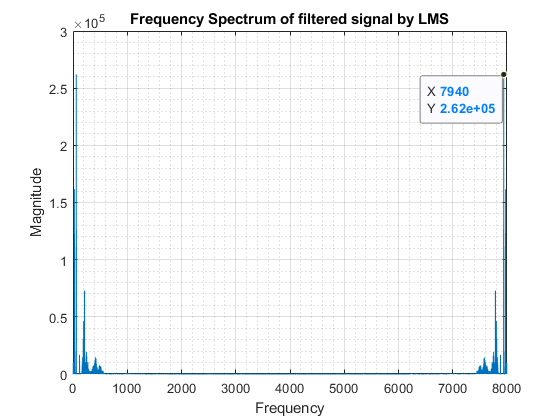 Frequency Spectrum of filtered signal by LMS
×10^5
3
2.5
2
1.5
1
0.5
0
Magnitude
X 7940
Y 2.62e+05
0 1000 2000 3000 4000 5000 6000 7000 8000
Frequency